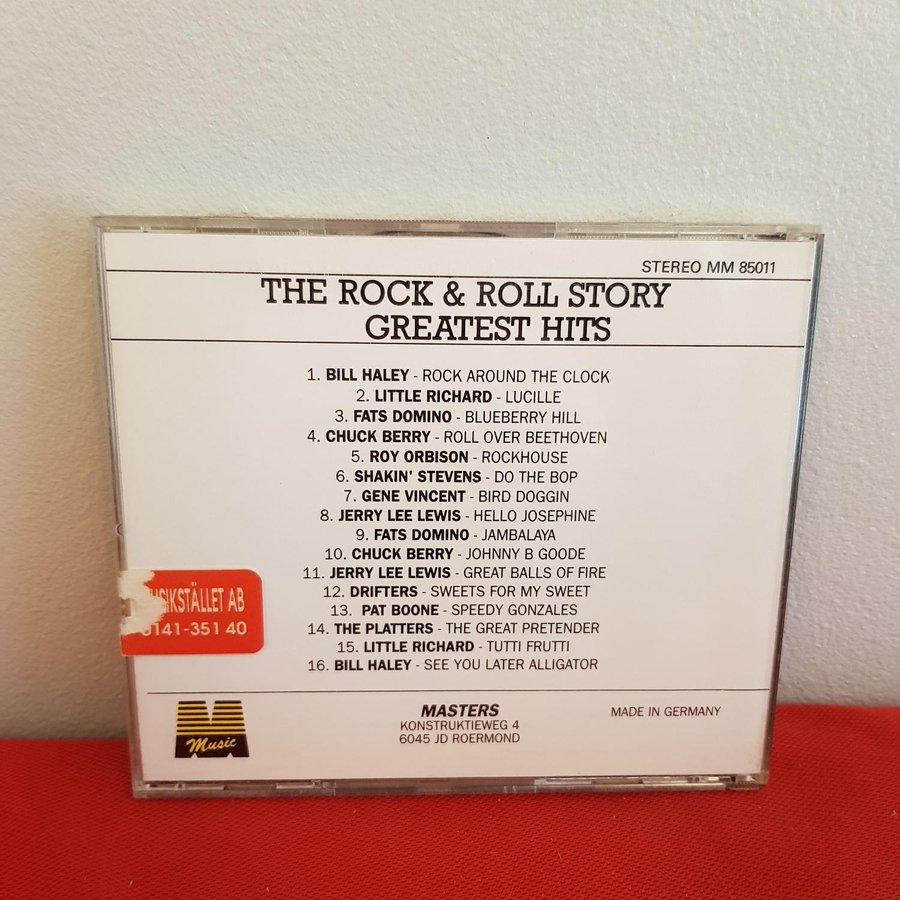 STEREO MM 85011
THE ROCK & ROLL STORY
GREATEST HITS
1. BILL HALEY - ROCK AROUND THE CLOCK
2. LITTLE RICHARD - LUCILLE
3. FATS DOMINO - BLUEBERRY HILL
4. CHUCK BERRY - ROLL OVER BEETHOVEN
5. ROY ORBISON - ROCKHOUSE
6. SHAKIN' STEVENS - DO THE BOP
7. GENE VINCENT - BIRD DOGGIN
8. JERRY LEE LEWIS - HELLO JOSEPHINE
9. FATS DOMINO - JAMBALAYA
10. CHUCK BERRY - JOHNNY B GOODE
11. JERRY LEE LEWIS - GREAT BALLS OF FIRE
12. DRIFTERS - SWEETS FOR MY SWEET
13. PAT BOONE - SPEEDY GONZALES
14. THE PLATTERS - THE GREAT PRETENDER
15. LITTLE RICHARD - TUTTI FRUTTI
16. BILL HALEY - SEE YOU LATER ALLIGATOR
AB
M
Music
MASTERS
KONSTRUKTIEWEG 4
6045 JD ROERMOND
MADE IN GERMANY